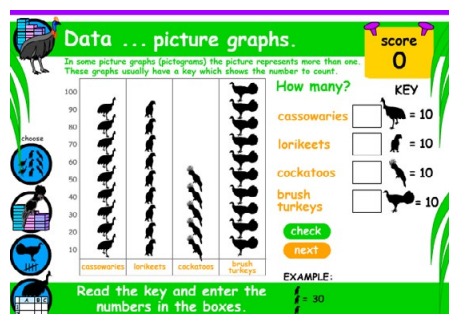 Data ... picture graphs.
In some picture graphs (pictograms) the picture represents more than one.
These graphs usually have a key which shows the number to count.
score
0
choose
100
90
80
70
60
50
40
30
20
10
cassowaries lorikeets cockatoos brush turkeys
How many? KEY
cassowaries = 10
lorikeets = 10
cockatoos = 10
brush
turkeys = 10
check
next
EXAMPLE:
= 30
Read the key and enter the
numbers in the boxes.
A B C